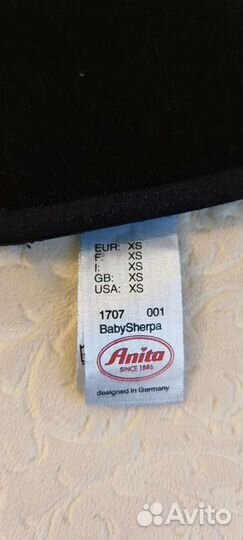 EUR: XS
F: XS
I: XS
GB: XS
USA: XS
1707 001
BabySherpa
Anita
SINCE 1886
designed in Germany
Avito